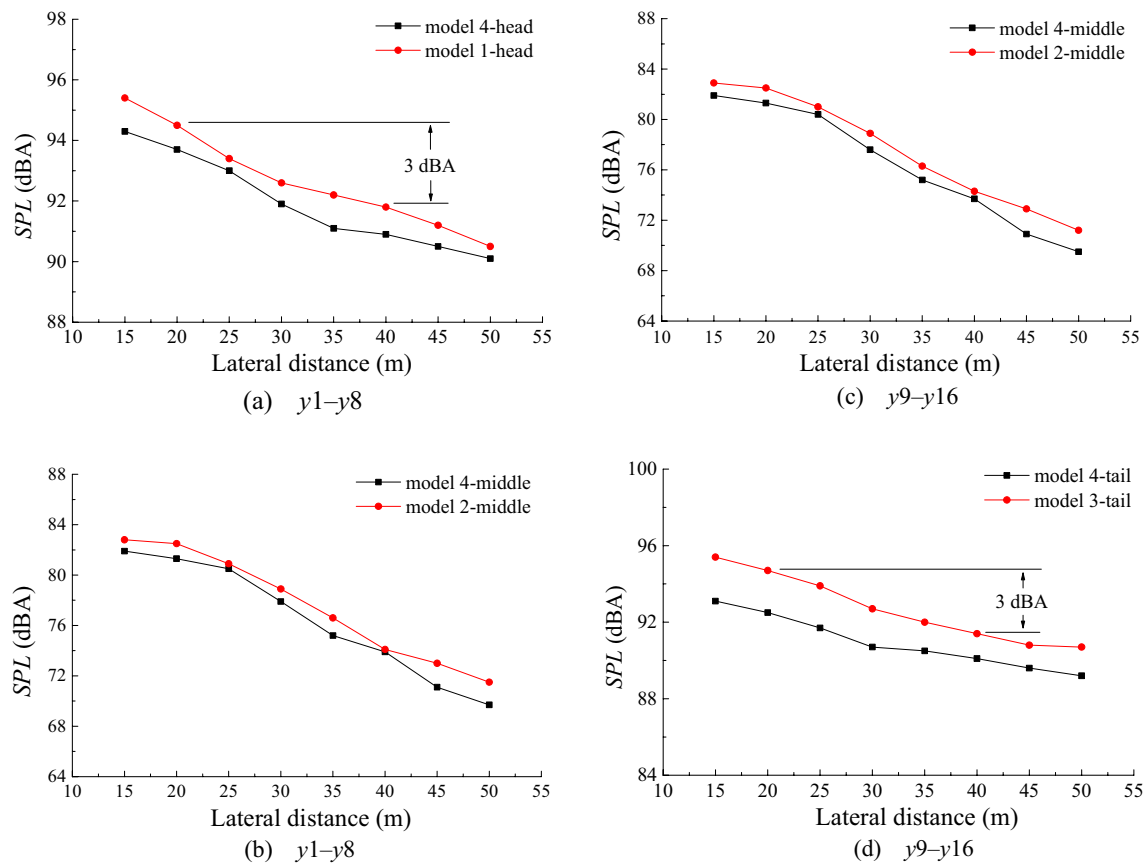 model 4-head
model 1-head
96
94
92
90
88
SPL (dBA)
3 dBA
10 15 20 25 30 35 40 45 50 55
Lateral distance (m)
(a) y1–y8
model 4-middle
model 2-middle
88
84
80
76
72
68
64
SPL (dBA)
10 15 20 25 30 35 40 45 50 55
Lateral distance (m)
(c) y9–y16
model 4-middle
model 2-middle
88
84
80
76
72
68
64
SPL (dBA)
10 15 20 25 30 35 40 45 50 55
Lateral distance (m)
(b) y1–y8
model 4-tail
model 3-tail
100
96
92
88
84
SPL (dBA)
3 dBA
10 15 20 25 30 35 40 45 50 55
Lateral distance (m)
(d) y9–y16